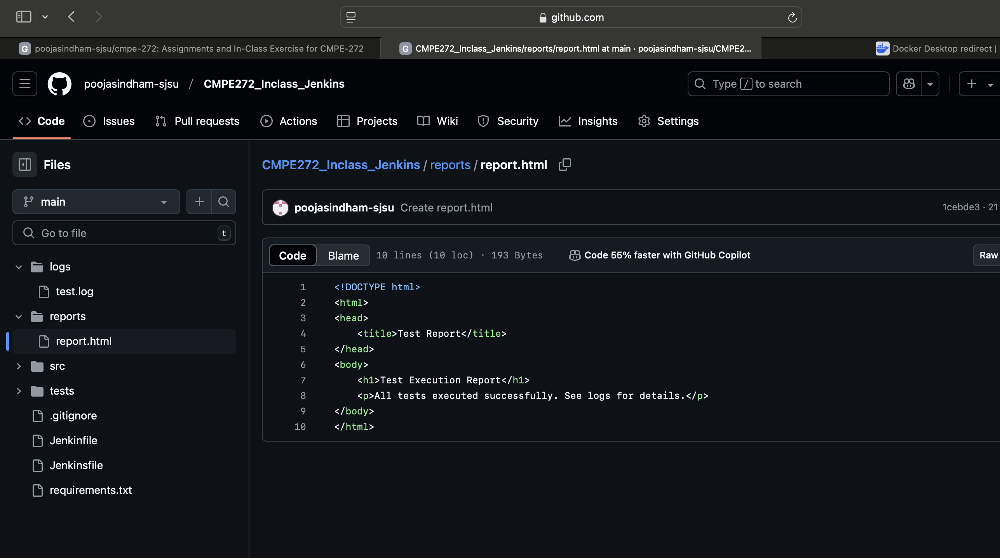 github.com
G poojasindham-sjsu/cmpe-272: Assignments and In-Class Exercise for CMPE-272
G CMPE272_Inclass_Jenkins/reports/report.html at main · poojasindham-sjsu/CMPE2...
Docker Desktop redirect |
poojasindham-sjsu / CMPE272_Inclass_Jenkins
Type / to search
Code
Issues
Pull requests
Actions
Projects
Wiki
Security
Insights
Settings
Files
main
Go to file
t
logs
test.log
reports
report.html
src
tests
.gitignore
Jenkinfile
Jenkinsfile
requirements.txt
CMPE272_Inclass_Jenkins / reports / report.html
poojasindham-sjsu Create report.html
1cebde3 · 21
Code
Blame
10 lines (10 loc) · 193 Bytes
Code 55% faster with GitHub Copilot
Raw
1 <!DOCTYPE html>
2 <html>
3 <head>
4     <title>Test Report</title>
5 </head>
6 <body>
7     <h1>Test Execution Report</h1>
8     <p>All tests executed successfully. See logs for details.</p>
9 </body>
10 </html>